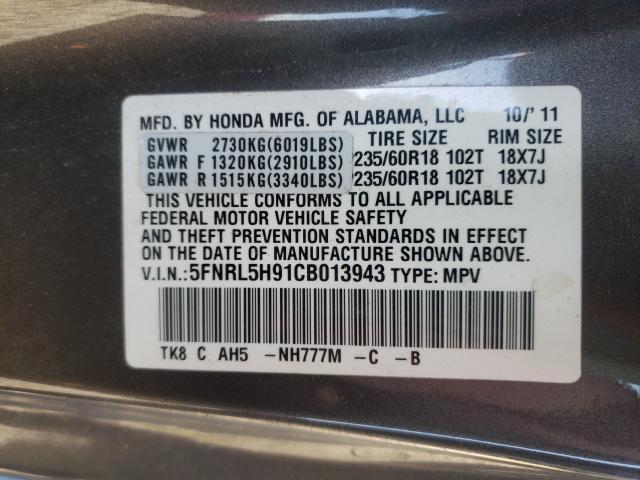 MFD. BY HONDA MFG. OF ALABAMA, LLC 10/'11
GVWR 2730KG(6019LBS) TIRE SIZE RIM SIZE
GAWR F 1320KG(2910LBS) 235/60R18 102T 18X7J
GAWR R 1515KG(3340LBS) 235/60R18 102T 18X7J
THIS VEHICLE CONFORMS TO ALL APPLICABLE
FEDERAL MOTOR VEHICLE SAFETY
AND THEFT PREVENTION STANDARDS IN EFFECT
ON THE DATE OF MANUFACTURE SHOWN ABOVE.
V.I.N.: 5FNRL5H91CB013943 TYPE: MPV
TK8 C AH5 -NH777M -C -B